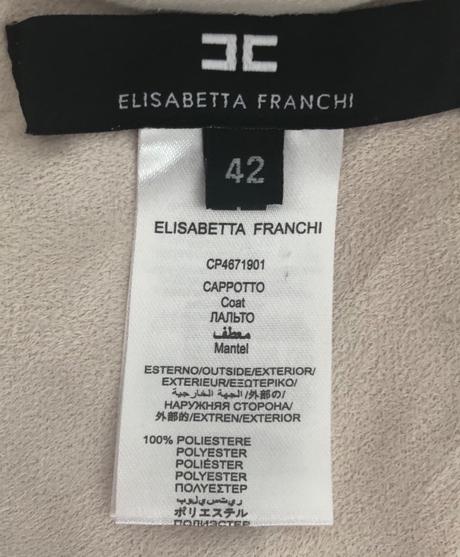 ELISABETTA FRANCHI
42
ELISABETTA FRANCHI
CP4671901
CAPPOTTO
Coat
ПАЛЬТО
معطف
Mantel
ESTERNO/OUTSIDE/EXTERIOR/
EXTERIEUR/ΕΞΩΤΕΡΙΚΟ/
الجهة الخارجية/外部の/
НАРУЖНЯЯ СТОРОНА/
外部的/EXTREN/EXTERIOR
100% POLIESTERE
POLYESTER
POLIÉSTER
POLYESTER
ΠΟΛΥΕΣΤΕΡ
بوليستر
ポリエステル
ПОЛИЭСТЕР